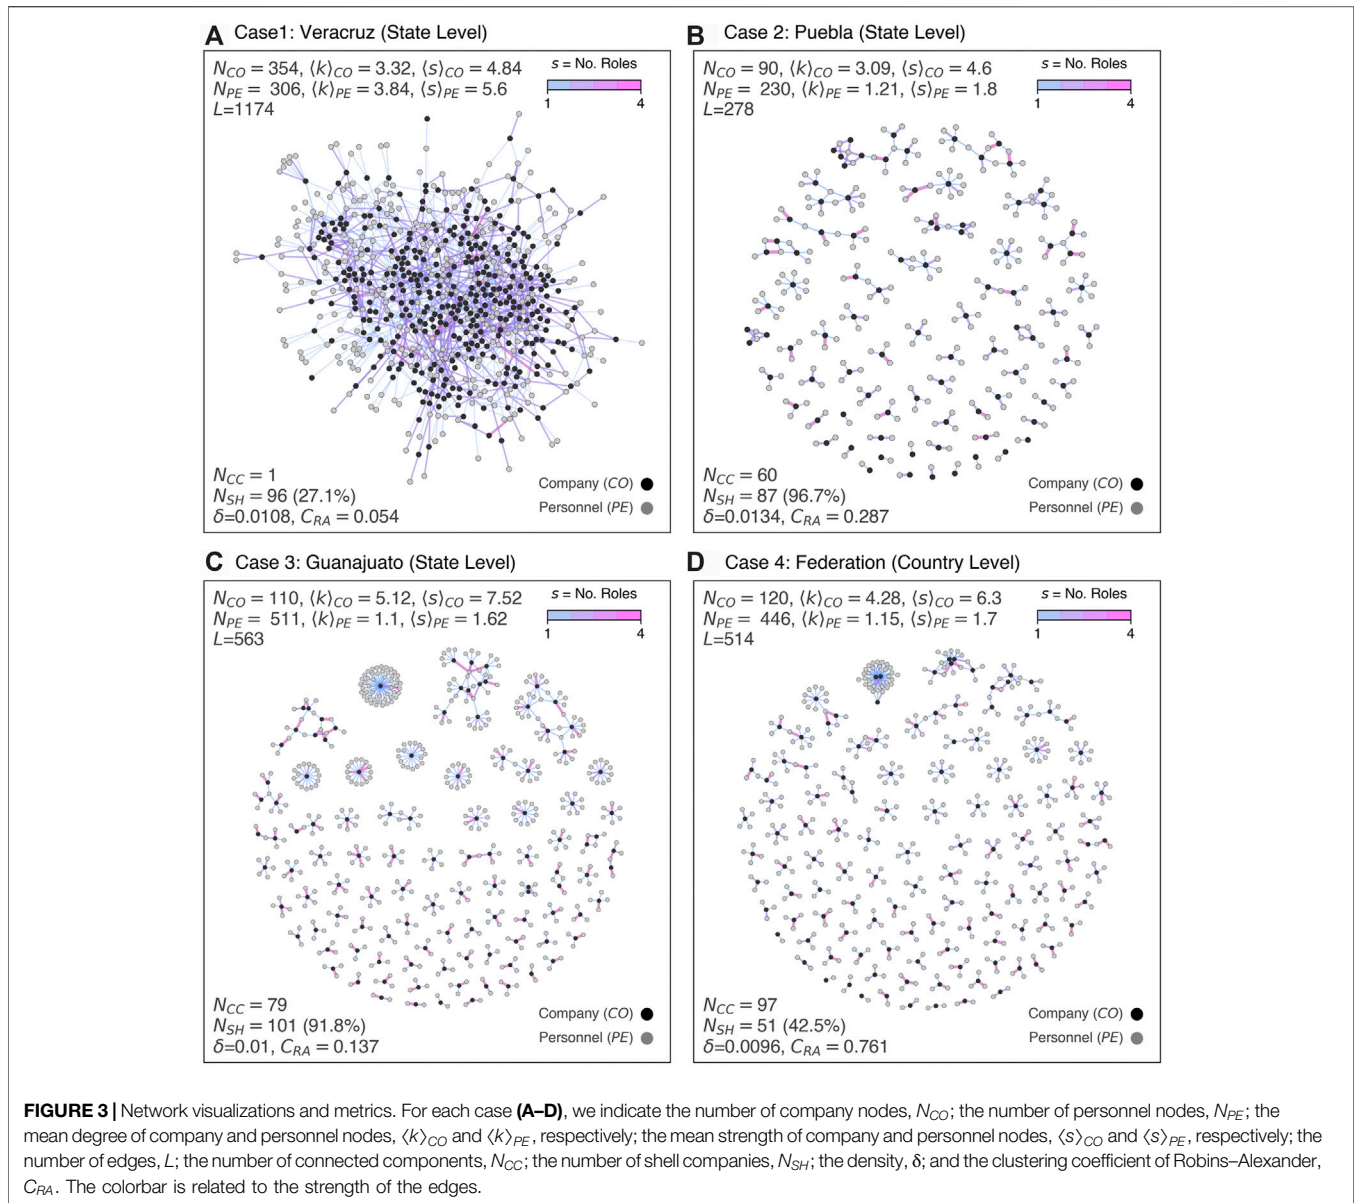 A Case1: Veracruz (State Level)
N_CO = 354, ⟨k⟩_CO = 3.32, ⟨s⟩_CO = 4.84
N_PE = 306, ⟨k⟩_PE = 3.84, ⟨s⟩_PE = 5.6
L=1174
s = No. Roles
1 4
N_CC = 1
N_SH = 96 (27.1%)
δ=0.0108, C_RA = 0.054
Company (CO)
Personnel (PE)
B Case 2: Puebla (State Level)
N_CO = 90, ⟨k⟩_CO = 3.09, ⟨s⟩_CO = 4.6
N_PE = 230, ⟨k⟩_PE = 1.21, ⟨s⟩_PE = 1.8
L=278
s = No. Roles
1 4
N_CC = 60
N_SH = 87 (96.7%)
δ=0.0134, C_RA = 0.287
Company (CO)
Personnel (PE)
C Case 3: Guanajuato (State Level)
N_CO = 110, ⟨k⟩_CO = 5.12, ⟨s⟩_CO = 7.52
N_PE = 511, ⟨k⟩_PE = 1.1, ⟨s⟩_PE = 1.62
L=563
s = No. Roles
1 4
N_CC = 79
N_SH = 101 (91.8%)
δ=0.01, C_RA = 0.137
Company (CO)
Personnel (PE)
D Case 4: Federation (Country Level)
N_CO = 120, ⟨k⟩_CO = 4.28, ⟨s⟩_CO = 6.3
N_PE = 446, ⟨k⟩_PE = 1.15, ⟨s⟩_PE = 1.7
L=514
s = No. Roles
1 4
N_CC = 97
N_SH = 51 (42.5%)
δ=0.0096, C_RA = 0.761
Company (CO)
Personnel (PE)
FIGURE 3 | Network visualizations and metrics. For each case (A–D), we indicate the number of company nodes, N_CO; the number of personnel nodes, N_PE; the
mean degree of company and personnel nodes, ⟨k⟩_CO and ⟨k⟩_PE, respectively; the mean strength of company and personnel nodes, ⟨s⟩_CO and ⟨s⟩_PE, respectively; the
number of edges, L; the number of connected components, N_CC; the number of shell companies, N_SH; the density, δ; and the clustering coefficient of Robins–Alexander,
C_RA. The colorbar is related to the strength of the edges.